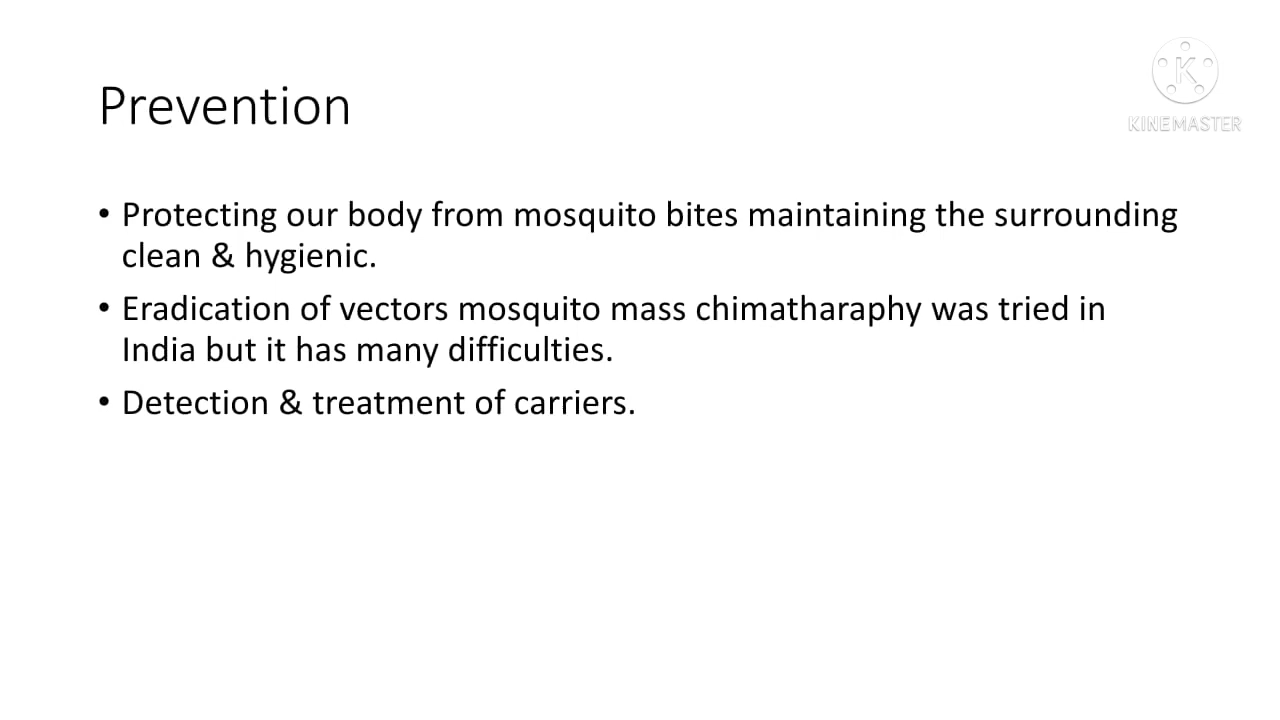 Prevention
KINEMASTER
• Protecting our body from mosquito bites maintaining the surrounding
clean & hygienic.
• Eradication of vectors mosquito mass chimatharaphy was tried in
India but it has many difficulties.
• Detection & treatment of carriers.